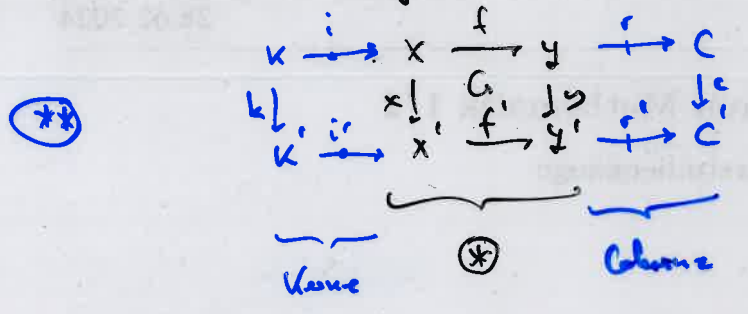 K i X f Y r C
** k x y c
K' i' X' f' Y' r' C'
Kerne * Cokerne